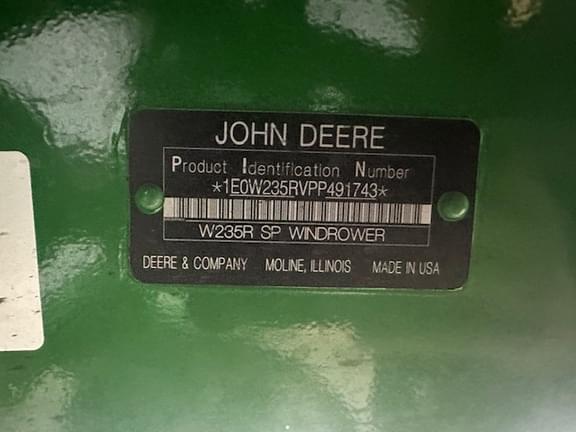 JOHN DEERE
Product Identification Number
*1E0W235RVPP491743*
W235R SP WINDROWER
DEERE & COMPANY MOLINE, ILLINOIS MADE IN USA